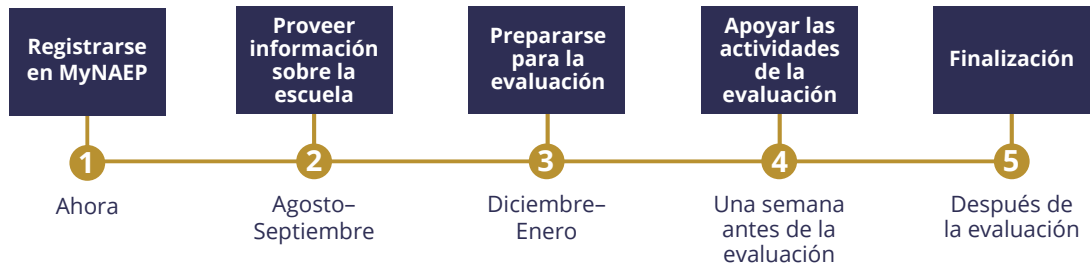 Registrarse
en MyNAEP
Proveer
información
sobre la
escuela
Prepararse
para la
evaluación
Apoyar las
actividades
de la
evaluación
Finalización
1
2
3
4
5
Ahora
Agosto–
Septiembre
Diciembre–
Enero
Una semana
antes de la
evaluación
Después de
la evaluación